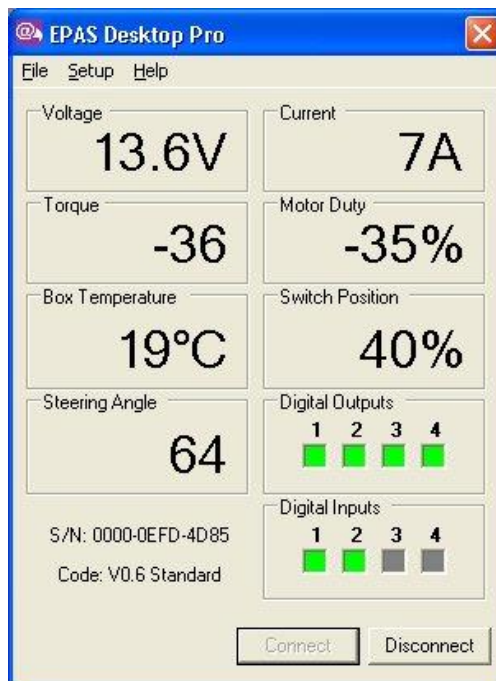 EPAS Desktop Pro
File Setup Help
Voltage
13.6V
Current
7A
Torque
-36
Motor Duty
-35%
Box Temperature
19°C
Switch Position
40%
Steering Angle
64
Digital Outputs
1 2 3 4
Digital Inputs
1 2 3 4
S/N: 0000-0EFD-4D85
Code: V0.6 Standard
Connect Disconnect